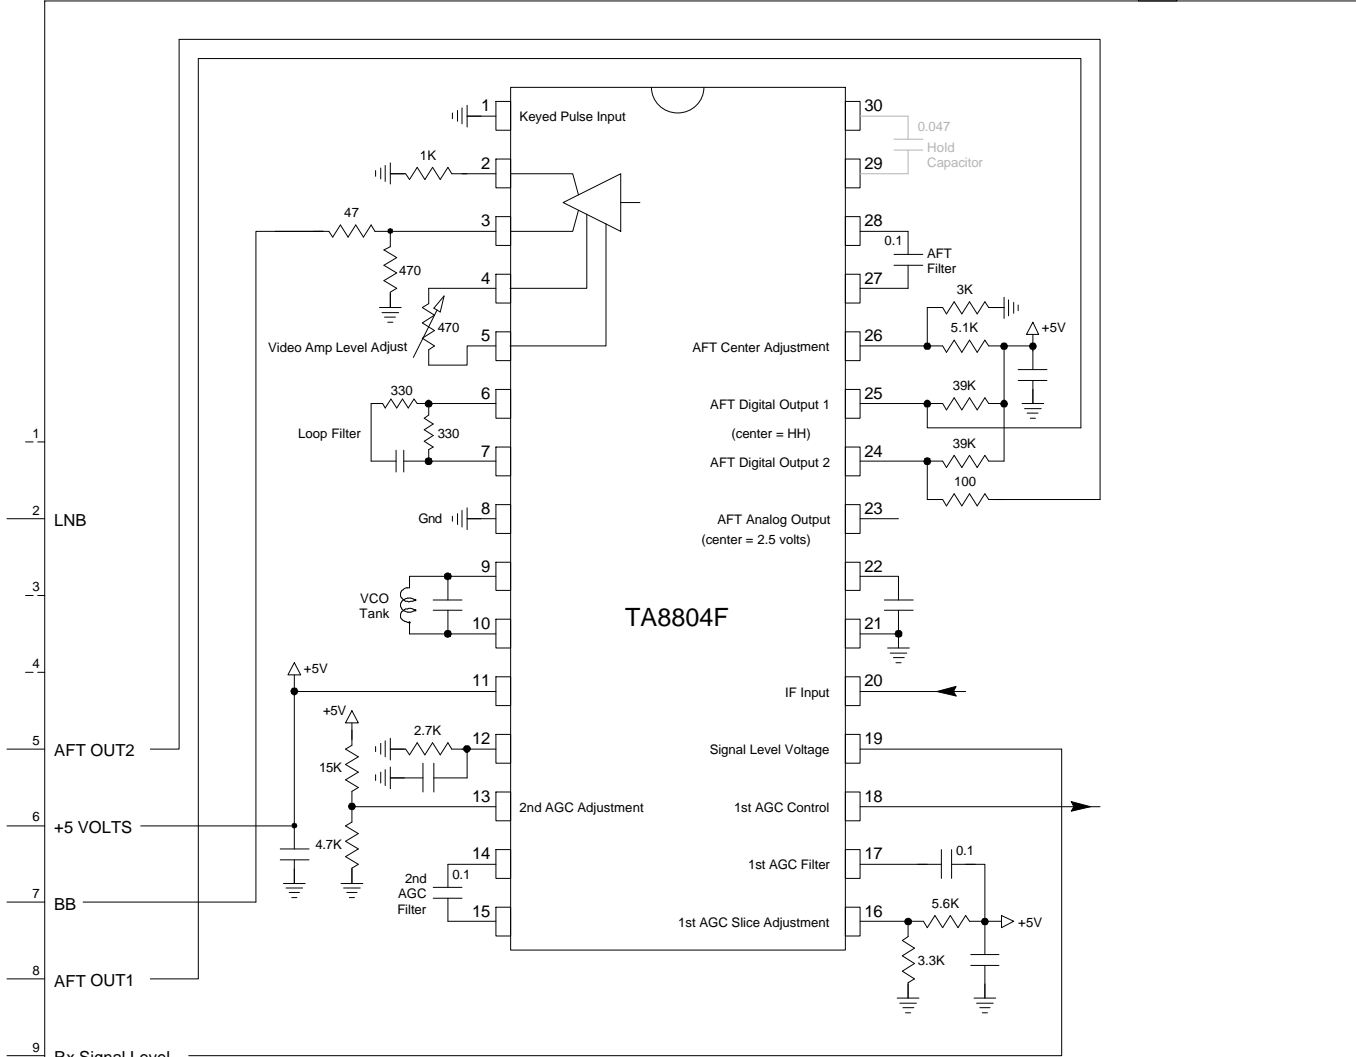 1
Keyed Pulse Input
30
0.047
Hold
Capacitor
1K
2
29
47
3
28
0.1
AFT
Filter
470
4
27
3K
470
5.1K
+5V
Video Amp Level Adjust
5
AFT Center Adjustment
26
330
6
AFT Digital Output 1
25
39K
(center = HH)
Loop Filter
330
1
7
AFT Digital Output 2
24
39K
100
2
LNB
Gnd
8
AFT Analog Output
23
(center = 2.5 volts)
9
22
3
VCO
Tank
TA8804F
10
21
4
+5V
11
IF Input
20
+5V
2.7K
12
5
AFT OUT2
Signal Level Voltage
19
15K
13
2nd AGC Adjustment
1st AGC Control
18
6
+5 VOLTS
4.7K
14
1st AGC Filter
17
0.1
2nd
AGC
Filter
0.1
7
BB
15
1st AGC Slice Adjustment
16
5.6K
+5V
3.3K
8
AFT OUT1
9
Rx Signal Level